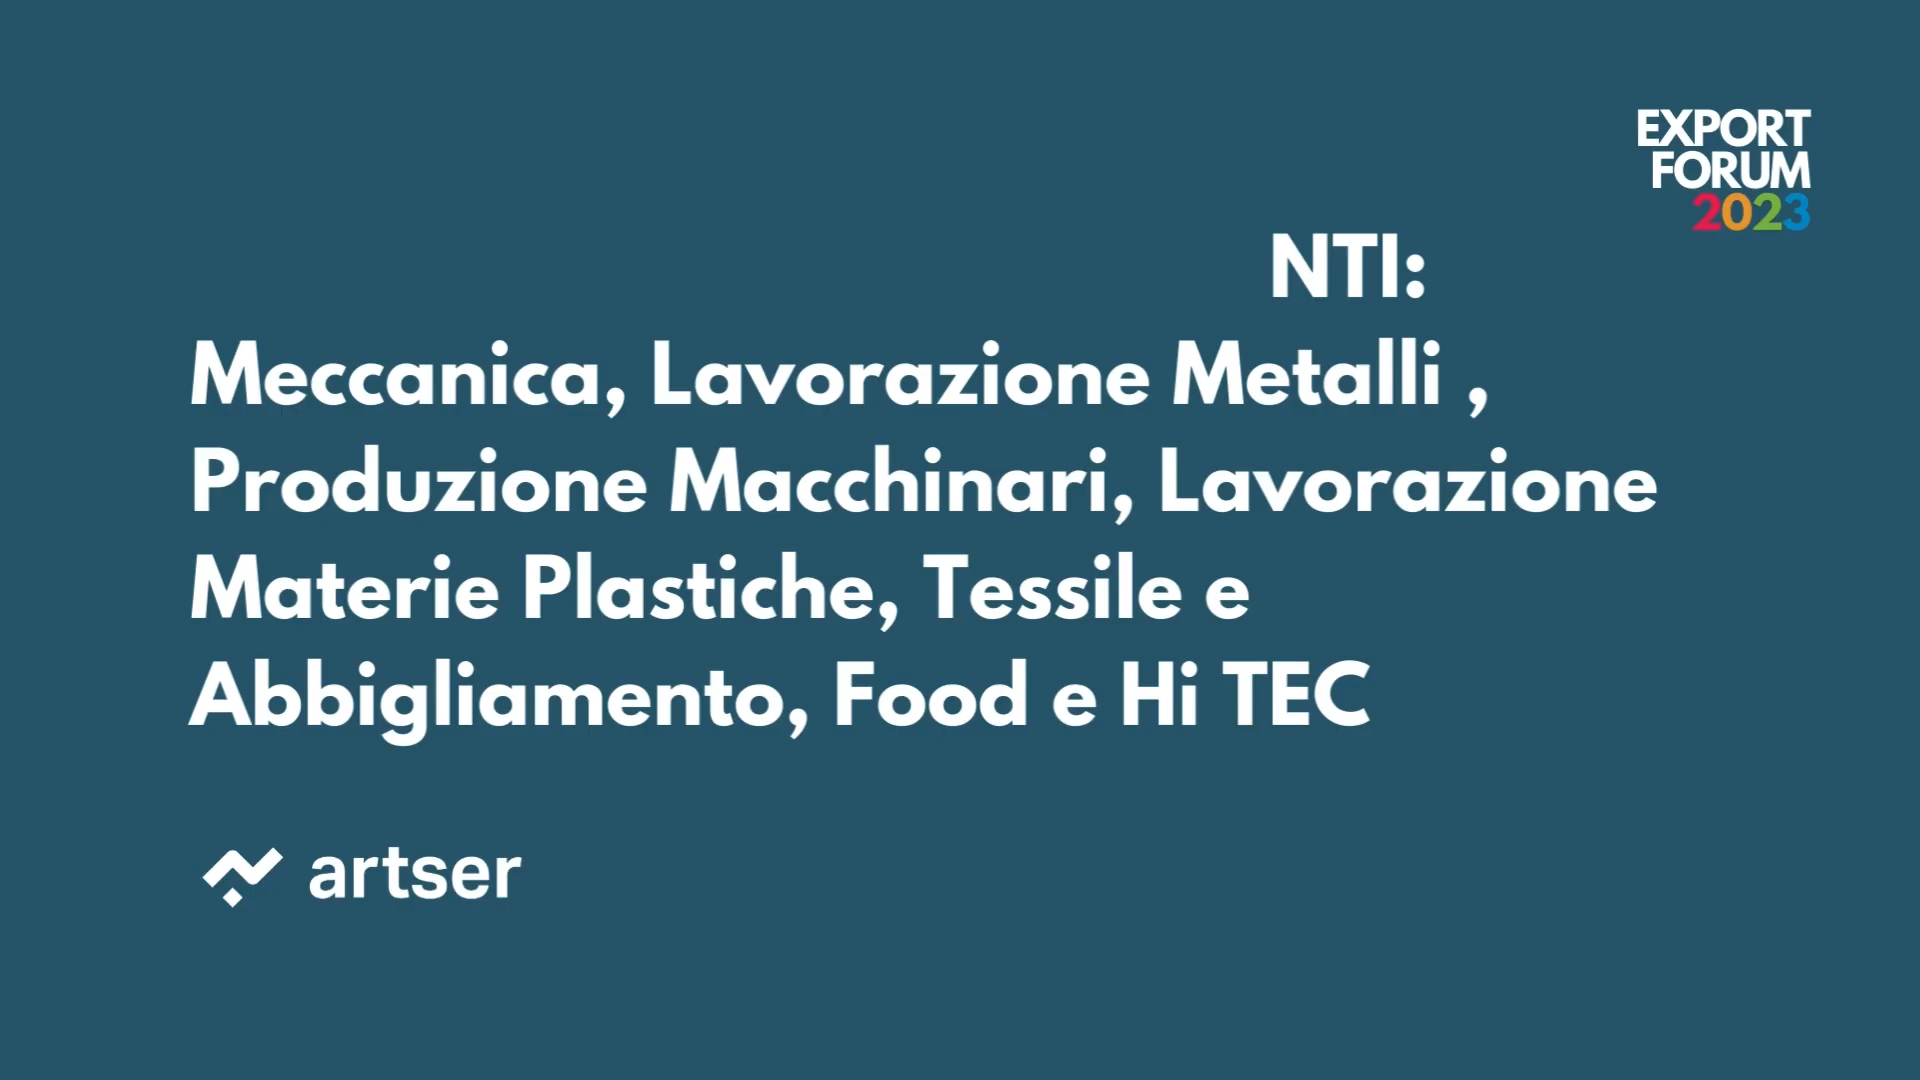 EXPORT
FORUM
2023
NTI:
Meccanica, Lavorazione Metalli ,
Produzione Macchinari, Lavorazione
Materie Plastiche, Tessile e
Abbigliamento, Food e Hi TEC
artser